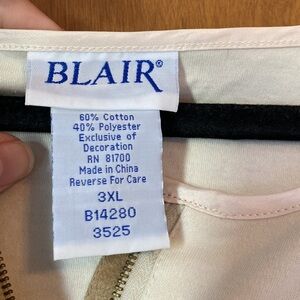 BLAIR®
60% Cotton
40% Polyester
Exclusive of
Decoration
RN 81700
Made in China
Reverse For Care
3XL
B14280
3525